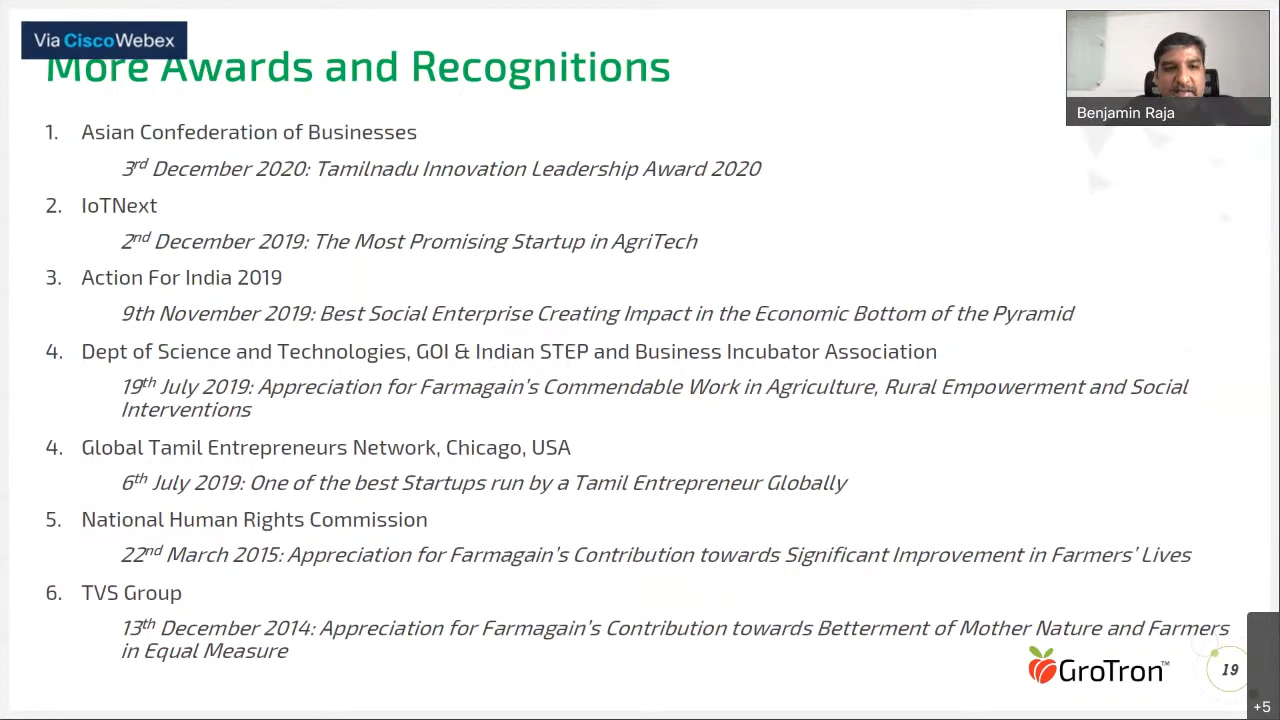 Via CiscoWebex
More Awards and Recognitions
Benjamin Raja
1. Asian Confederation of Businesses
3rd December 2020: Tamilnadu Innovation Leadership Award 2020
2. IoTNext
2nd December 2019: The Most Promising Startup in AgriTech
3. Action For India 2019
9th November 2019: Best Social Enterprise Creating Impact in the Economic Bottom of the Pyramid
4. Dept of Science and Technologies, GOI & Indian STEP and Business Incubator Association
19th July 2019: Appreciation for Farmagain's Commendable Work in Agriculture, Rural Empowerment and Social
Interventions
4. Global Tamil Entrepreneurs Network, Chicago, USA
6th July 2019: One of the best Startups run by a Tamil Entrepreneur Globally
5. National Human Rights Commission
22nd March 2015: Appreciation for Farmagain's Contribution towards Significant Improvement in Farmers' Lives
6. TVS Group
13th December 2014: Appreciation for Farmagain's Contribution towards Betterment of Mother Nature and Farmers
in Equal Measure
GroTron™
19
+5